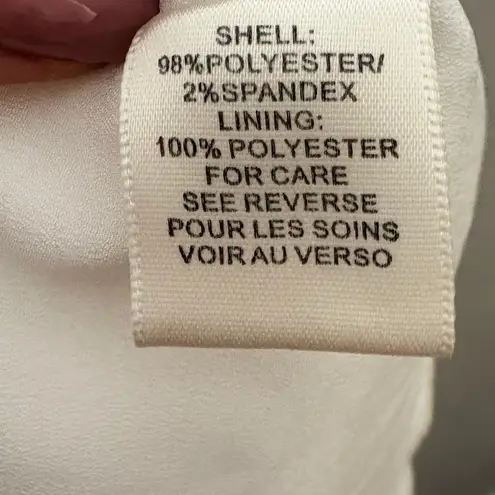 SHELL:
98%POLYESTER/
2%SPANDEX
LINING:
100% POLYESTER
FOR CARE
SEE REVERSE
POUR LES SOINS
VOIR AU VERSO